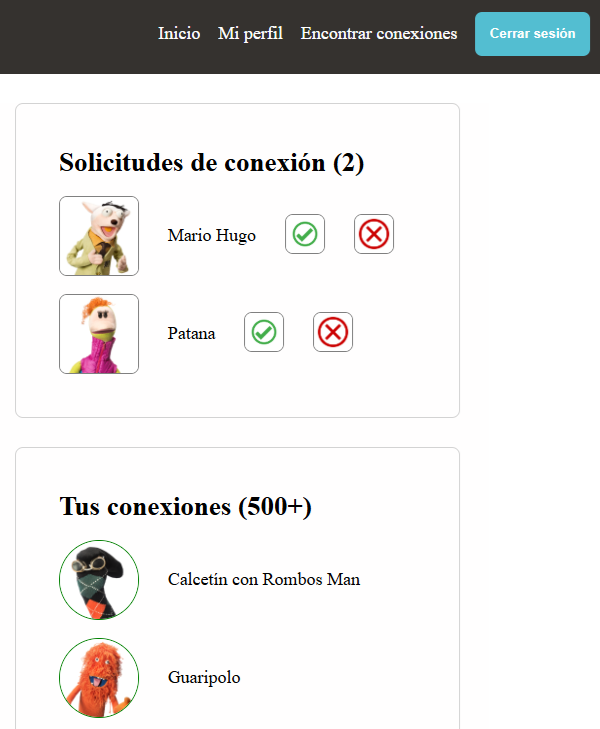 Inicio Mi perfil Encontrar conexiones Cerrar sesión
Solicitudes de conexión (2)
Mario Hugo
Patana
Tus conexiones (500+)
Calcetín con Rombos Man
Guaripolo